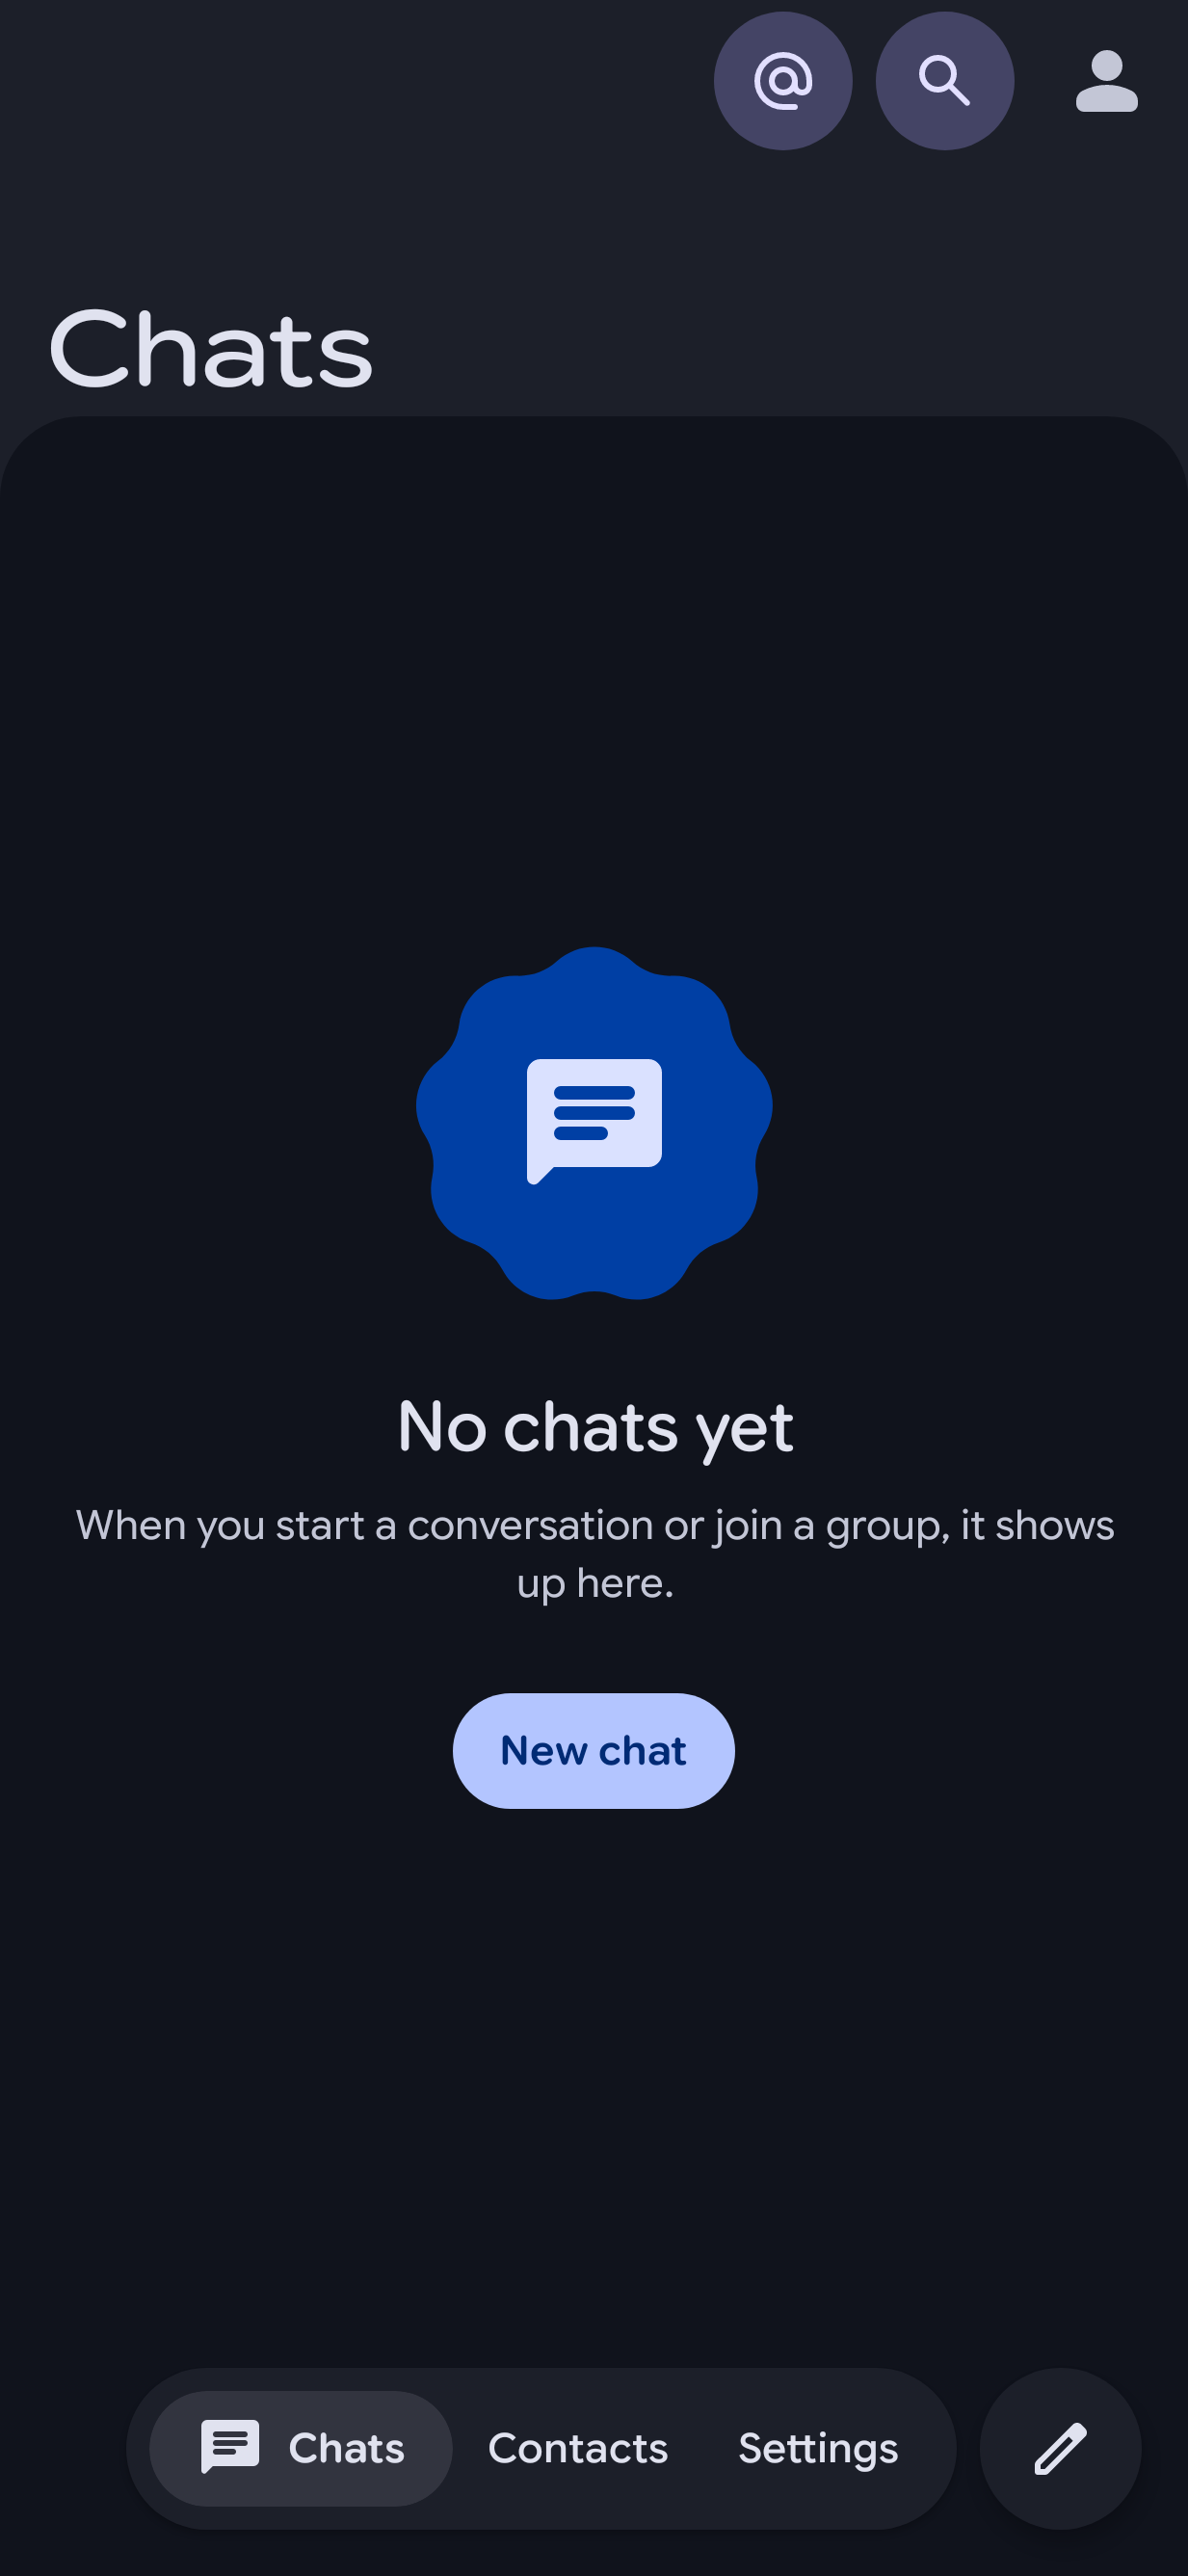 Chats
No chats yet
When you start a conversation or join a group, it shows
up here.
New chat
Chats Contacts Settings